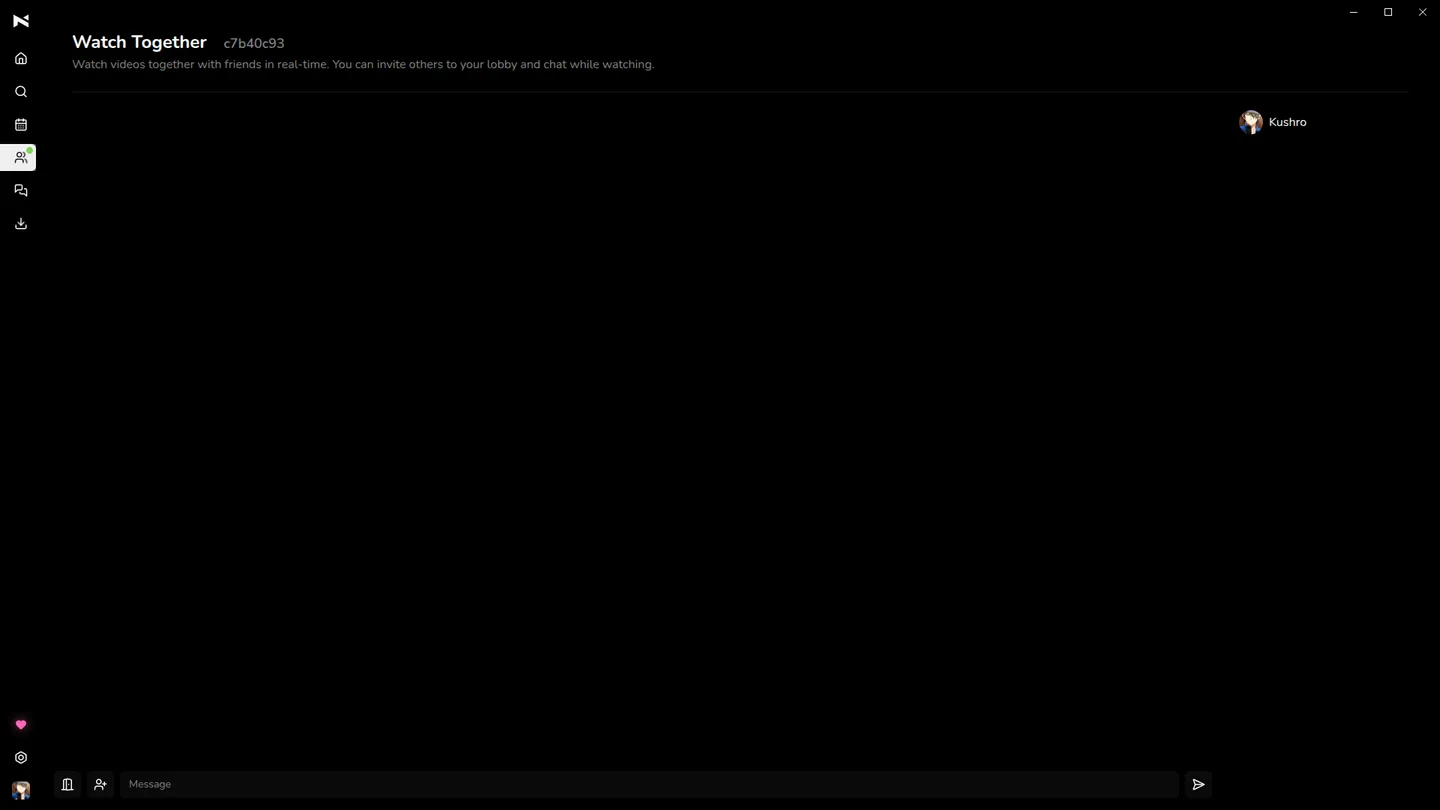 Watch Together c7b40c93
Watch videos together with friends in real-time. You can invite others to your lobby and chat while watching.
Kushro
Message